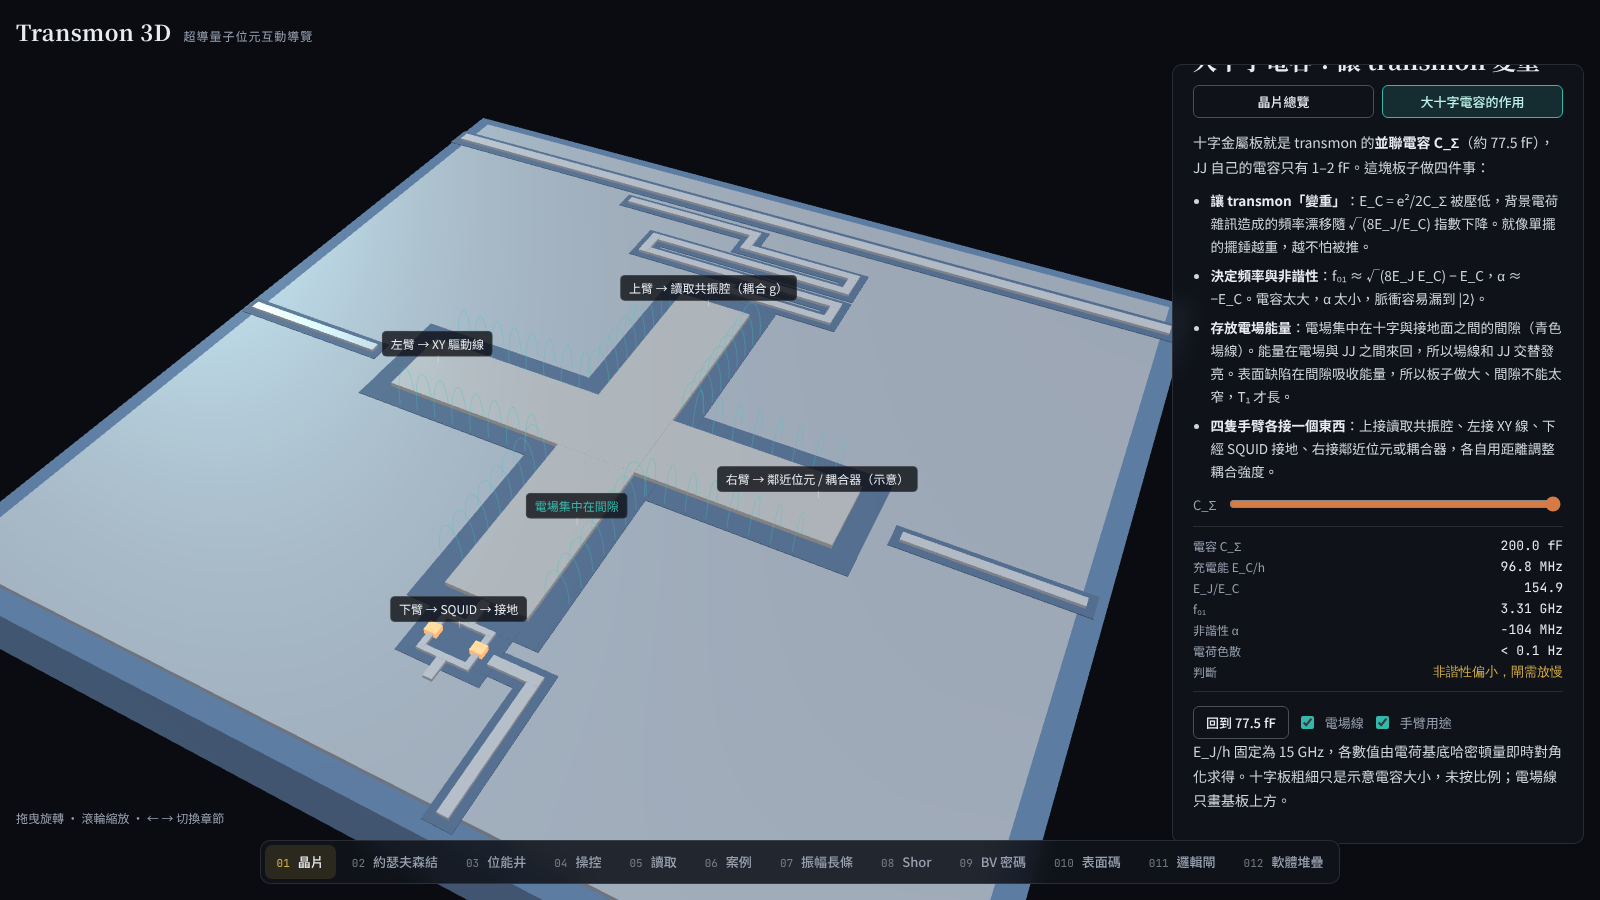 Transmon 3D 超導量子位元互動導覽
大十字電容：讓 transmon 變重
晶片總覽
大十字電容的作用
十字金屬板就是 transmon 的並聯電容 C_Σ（約 77.5 fF），
JJ 自己的電容只有 1–2 fF。這塊板子做四件事：
• 讓 transmon「變重」：E_C = e²/2C_Σ 被壓低，背景電荷
雜訊造成的頻率漂移隨 √(8E_J/E_C) 指數下降。就像單擺
的擺錘越重，越不怕被推。
• 決定頻率與非諧性：f₀₁ ≈ √(8E_J E_C) − E_C，α ≈
−E_C。電容太大，α 太小，脈衝容易漏到 |2⟩。
• 存放電場能量：電場集中在十字與接地面之間的間隙（青色
場線）。能量在電場與 JJ 之間來回，所以場線和 JJ 交替發
亮。表面缺陷在間隙吸收能量，所以板子做大、間隙不能太
窄，T₁ 才長。
• 四隻手臂各接一個東西：上接讀取共振腔、左接 XY 線、下
經 SQUID 接地、右接鄰近位元或耦合器，各自用距離調整
耦合強度。
C_Σ
電容 C_Σ 200.0 fF
充電能 E_C/h 96.8 MHz
E_J/E_C 154.9
f₀₁ 3.31 GHz
非諧性 α -104 MHz
電荷色散 < 0.1 Hz
判斷 非諧性偏小，閘需放慢
回到 77.5 fF 電場線 手臂用途
E_J/h 固定為 15 GHz，各數值由電荷基底哈密頓量即時對角
化求得。十字板粗細只是示意電容大小，未按比例；電場線
只畫基板上方。
上臂 → 讀取共振腔（耦合 g）
左臂 → XY 驅動線
右臂 → 鄰近位元 / 耦合器（示意）
電場集中在間隙
下臂 → SQUID → 接地
拖曳旋轉 · 滾輪縮放 · ← → 切換章節
01 晶片 02 約瑟夫森結 03 位能井 04 操控 05 讀取 06 案例 07 振幅長條 08 Shor 09 BV 密碼 010 表面碼 011 邏輯閘 012 軟體堆疊